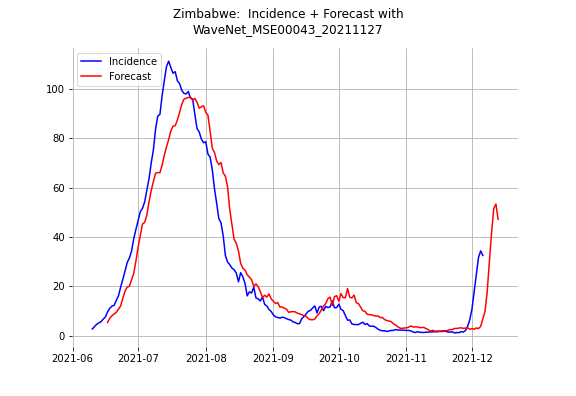 Zimbabwe:  Incidence + Forecast with
WaveNet_MSE00043_20211127
Incidence
Forecast
100
80
60
40
20
0
2021-06 2021-07 2021-08 2021-09 2021-10 2021-11 2021-12